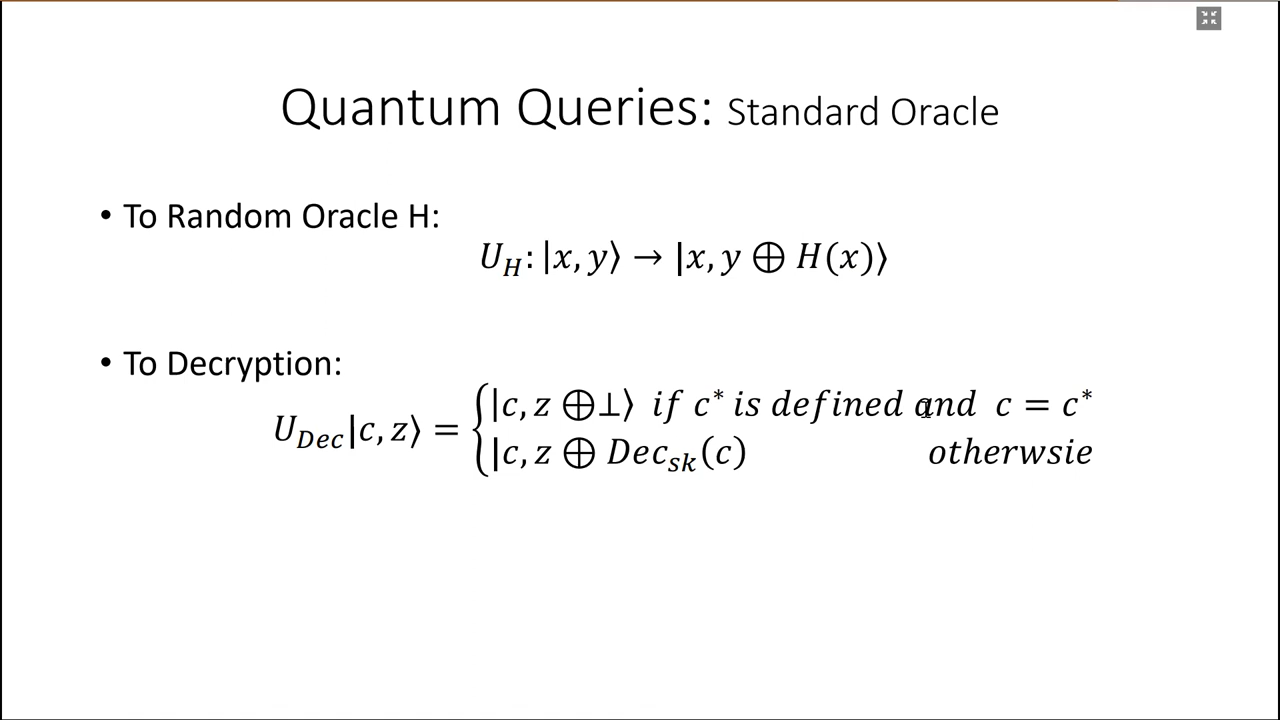 Quantum Queries: Standard Oracle
• To Random Oracle H:
U_H: |x, y⟩ → |x, y ⊕ H(x)⟩
• To Decryption:
U_Dec|c, z⟩ = { |c, z ⊕⊥⟩ if c* is defined and c = c*
|c, z ⊕ Dec_sk(c) otherwsie